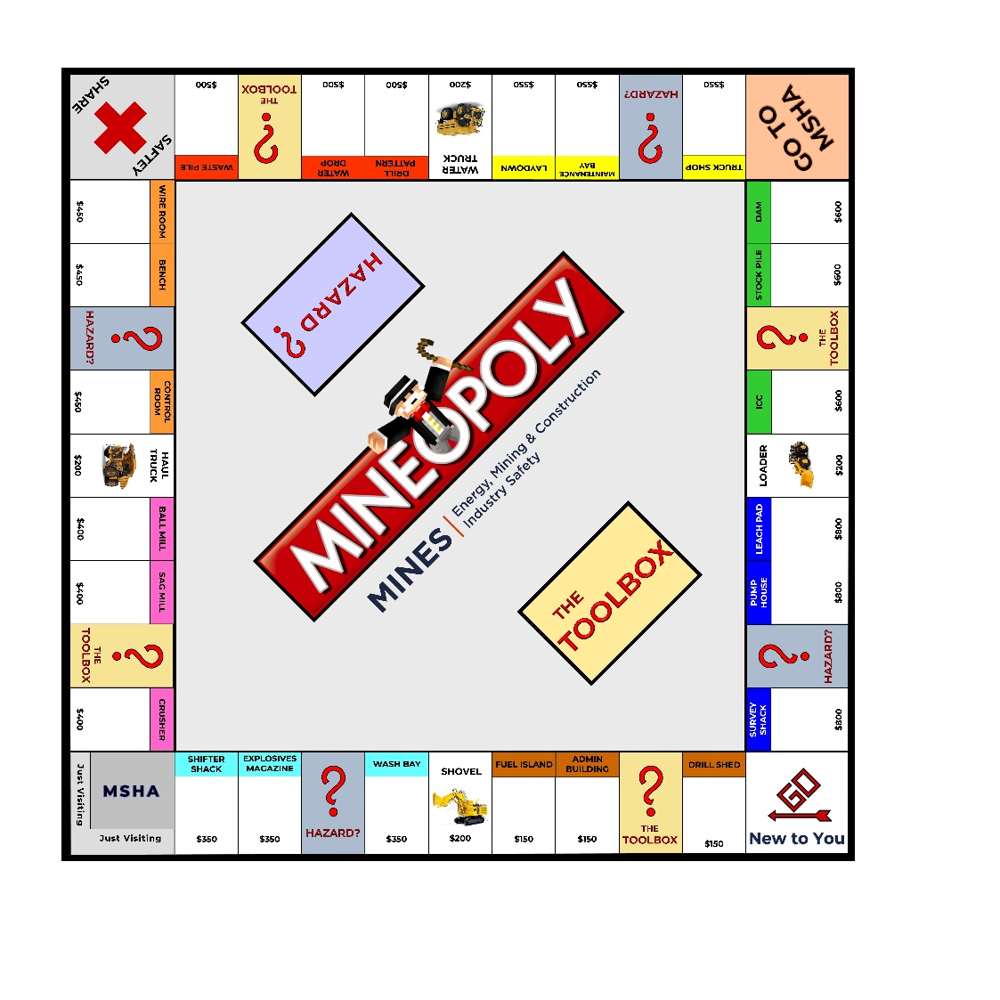 SHARE
SAFTEY
$500
WASTE PILE
THE
TOOLBOX
?
$500
WATER
DROP
$500
DRILL
PATTERN
$200
WATER
TRUCK
$550
LAYDOWN
$550
MAINTENANCE
BAY
HAZARD?
?
$550
TRUCK SHOP
GO TO
MSHA
DAM
$600
STOCK PILE
$600
?
THE
TOOLBOX
ICC
$600
LOADER
$200
LEACH PAD
$800
PUMP
HOUSE
$800
?
HAZARD?
SURVEY
SHACK
$800
GO
New to You
DRILL SHED
$150
?
THE
TOOLBOX
ADMIN
BUILDING
$150
FUEL ISLAND
$150
SHOVEL
$200
WASH BAY
$350
?
HAZARD?
EXPLOSIVES
MAGAZINE
$350
SHIFTER
SHACK
$350
MSHA
Just Visiting
Just Visiting
CRUSHER
$400
?
THE
TOOLBOX
SAG MILL
$400
BALL MILL
$400
HAUL
TRUCK
$200
CONTROL
ROOM
$450
?
HAZARD?
BENCH
$450
WIRE ROOM
$450
HAZARD
?
MINEOPOLY
MINES
Energy, Mining & Construction
Industry Safety
THE
TOOLBOX